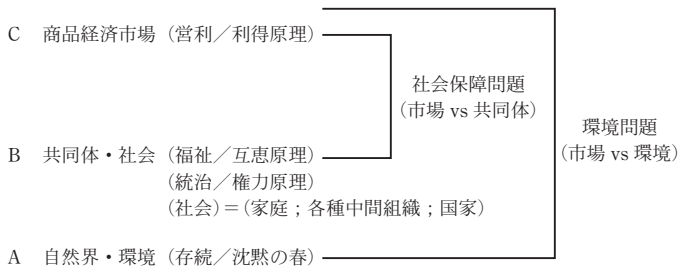 C 商品経済市場（営利／利得原理）
社会保障問題
（市場 vs 共同体）
環境問題
（市場 vs 環境）
B 共同体・社会（福祉／互恵原理）
（統治／権力原理）
（社会）＝（家庭；各種中間組織；国家）
A 自然界・環境（存続／沈黙の春）